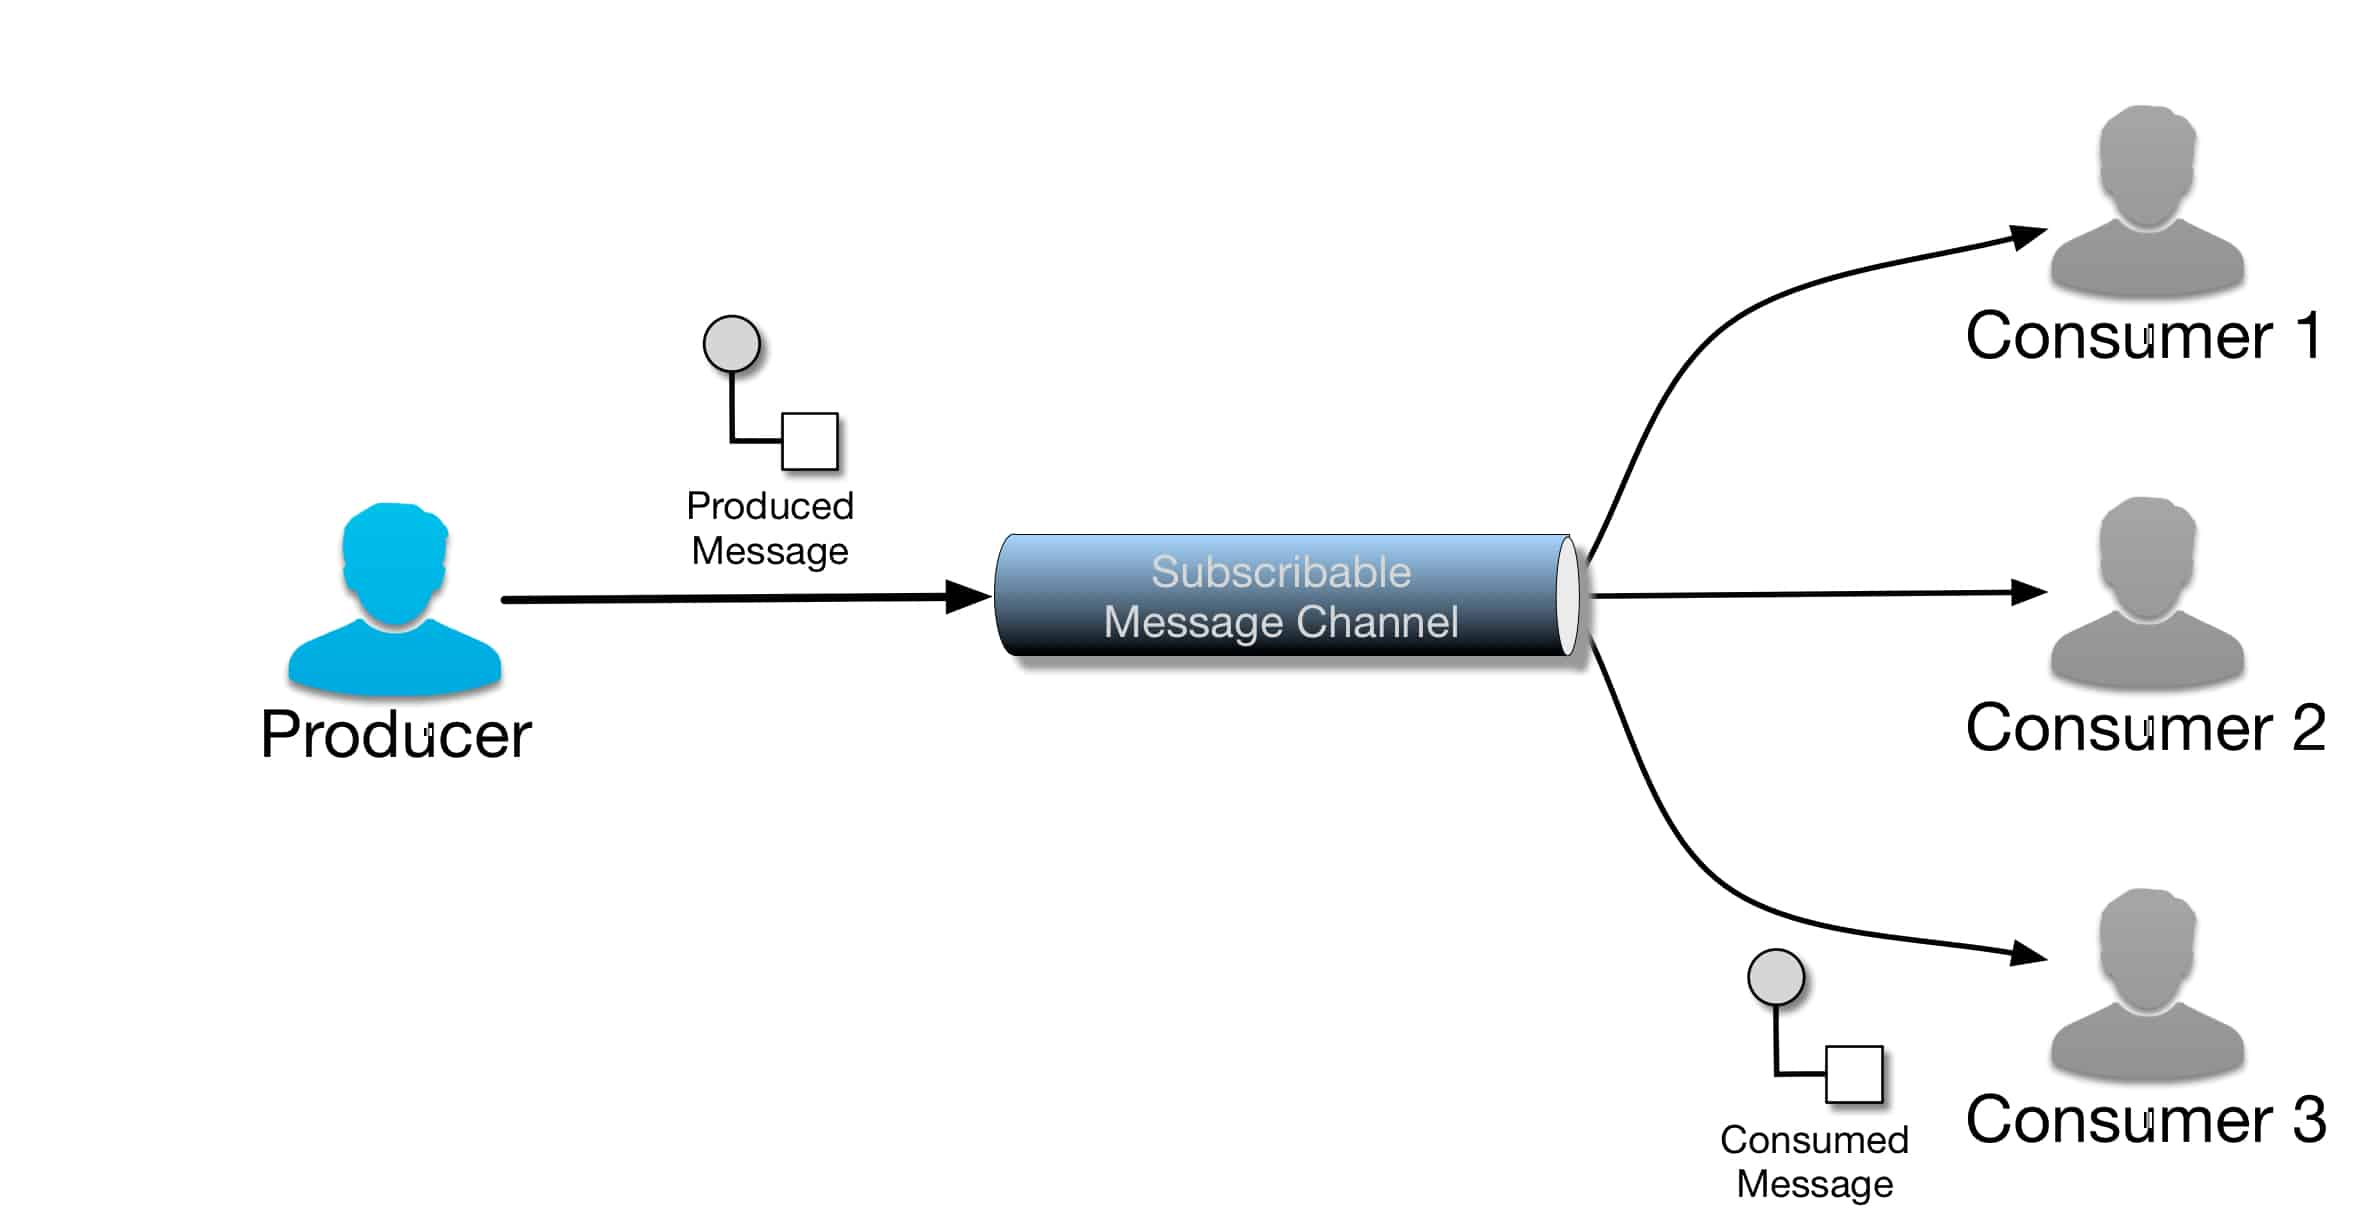 Consumer 1
Produced
Message
Subscribable
Message Channel
Producer
Consumer 2
Consumer 3
Consumed
Message